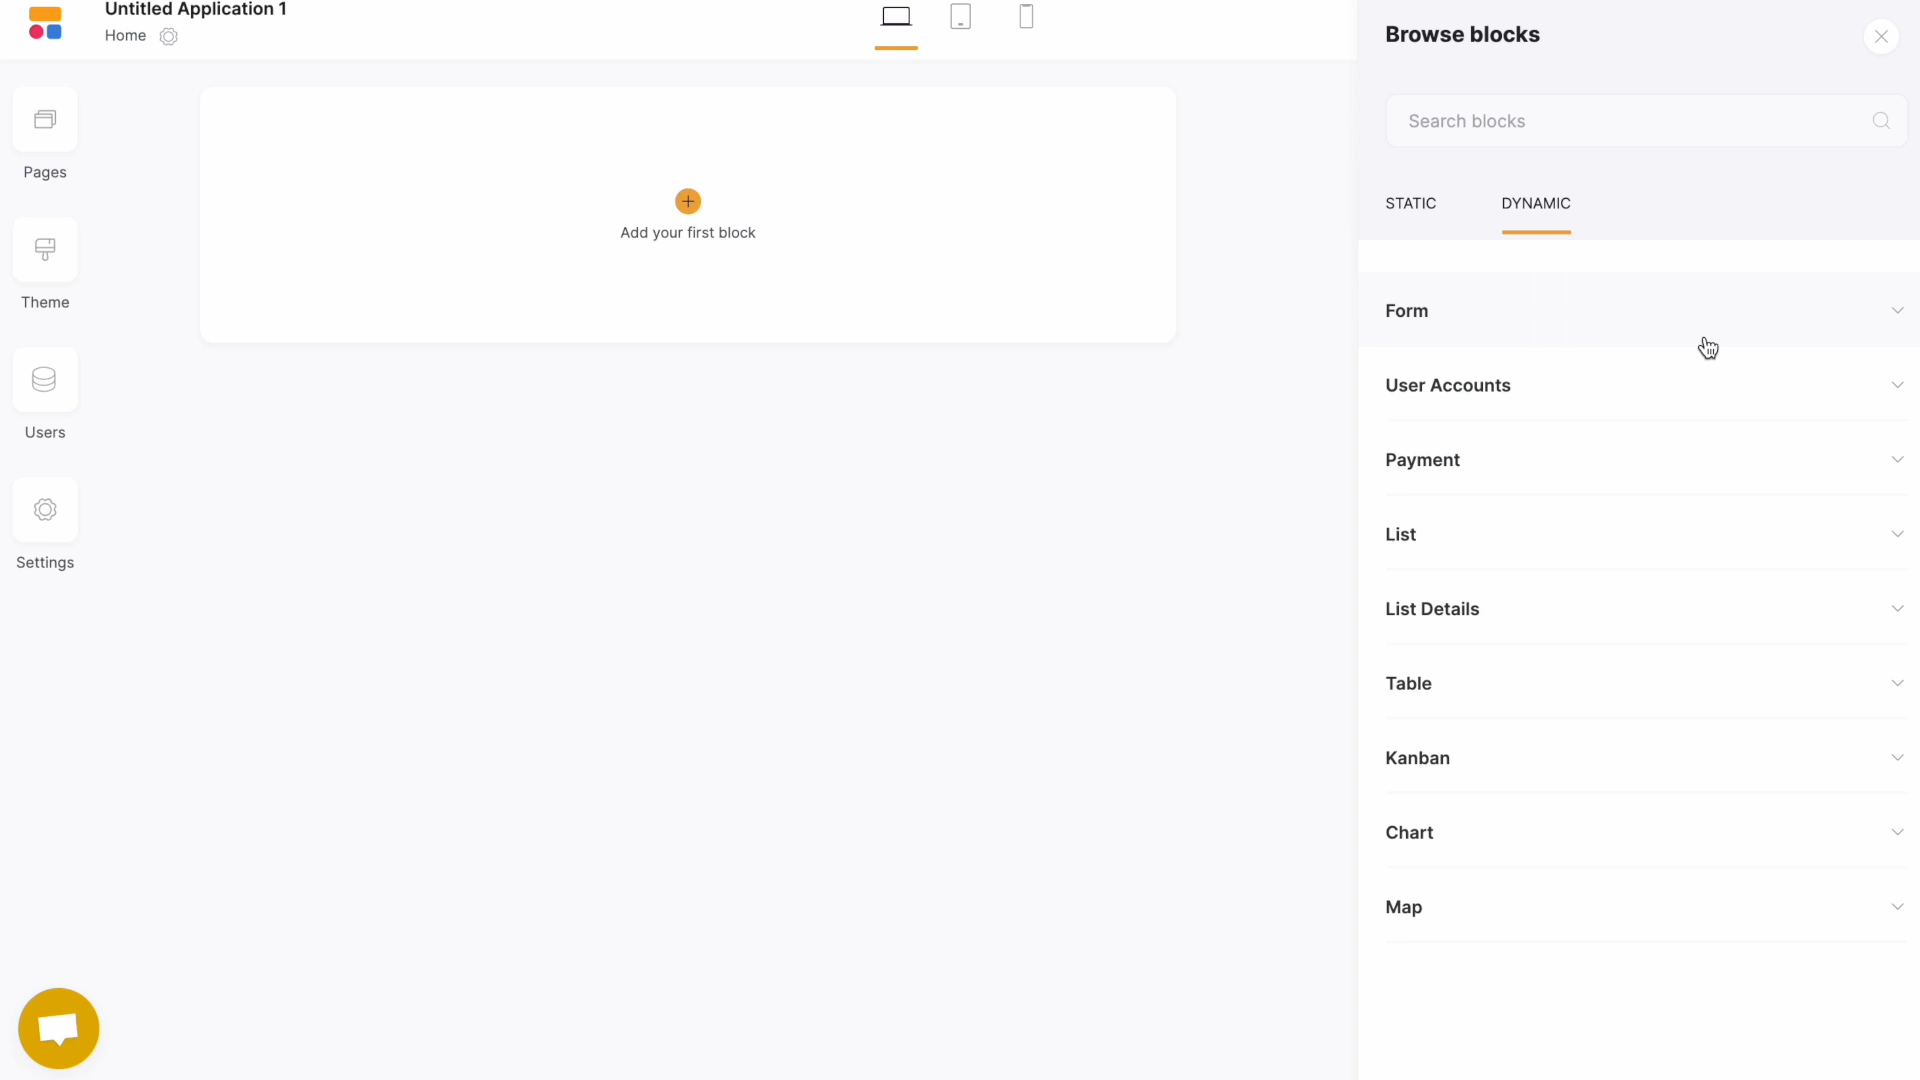 Untitled Application 1
Home
Pages
Theme
Users
Settings
Add your first block
Browse blocks
Search blocks
STATIC
DYNAMIC
Form
User Accounts
Payment
List
List Details
Table
Kanban
Chart
Map